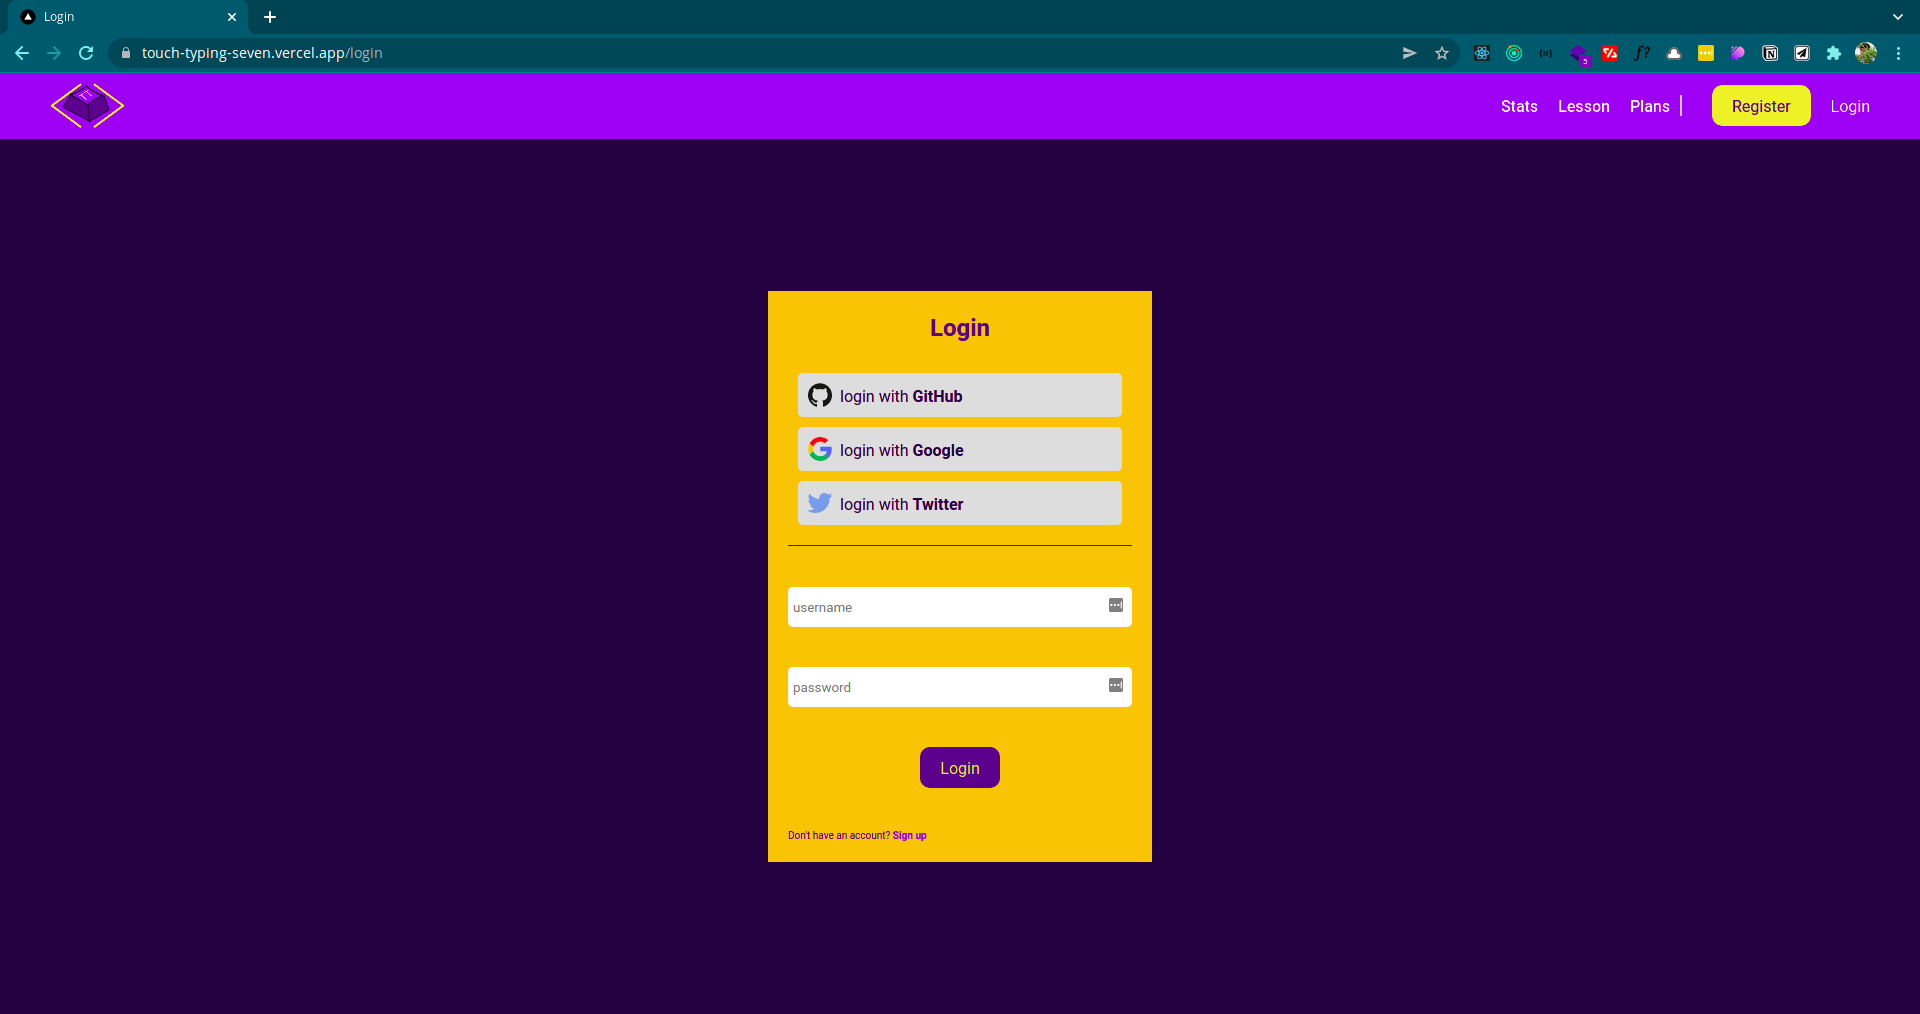 Login
touch-typing-seven.vercel.app/login
5
Stats Lesson Plans Register Login
Login
login with GitHub
login with Google
login with Twitter
username
password
Login
Don't have an account? Sign up